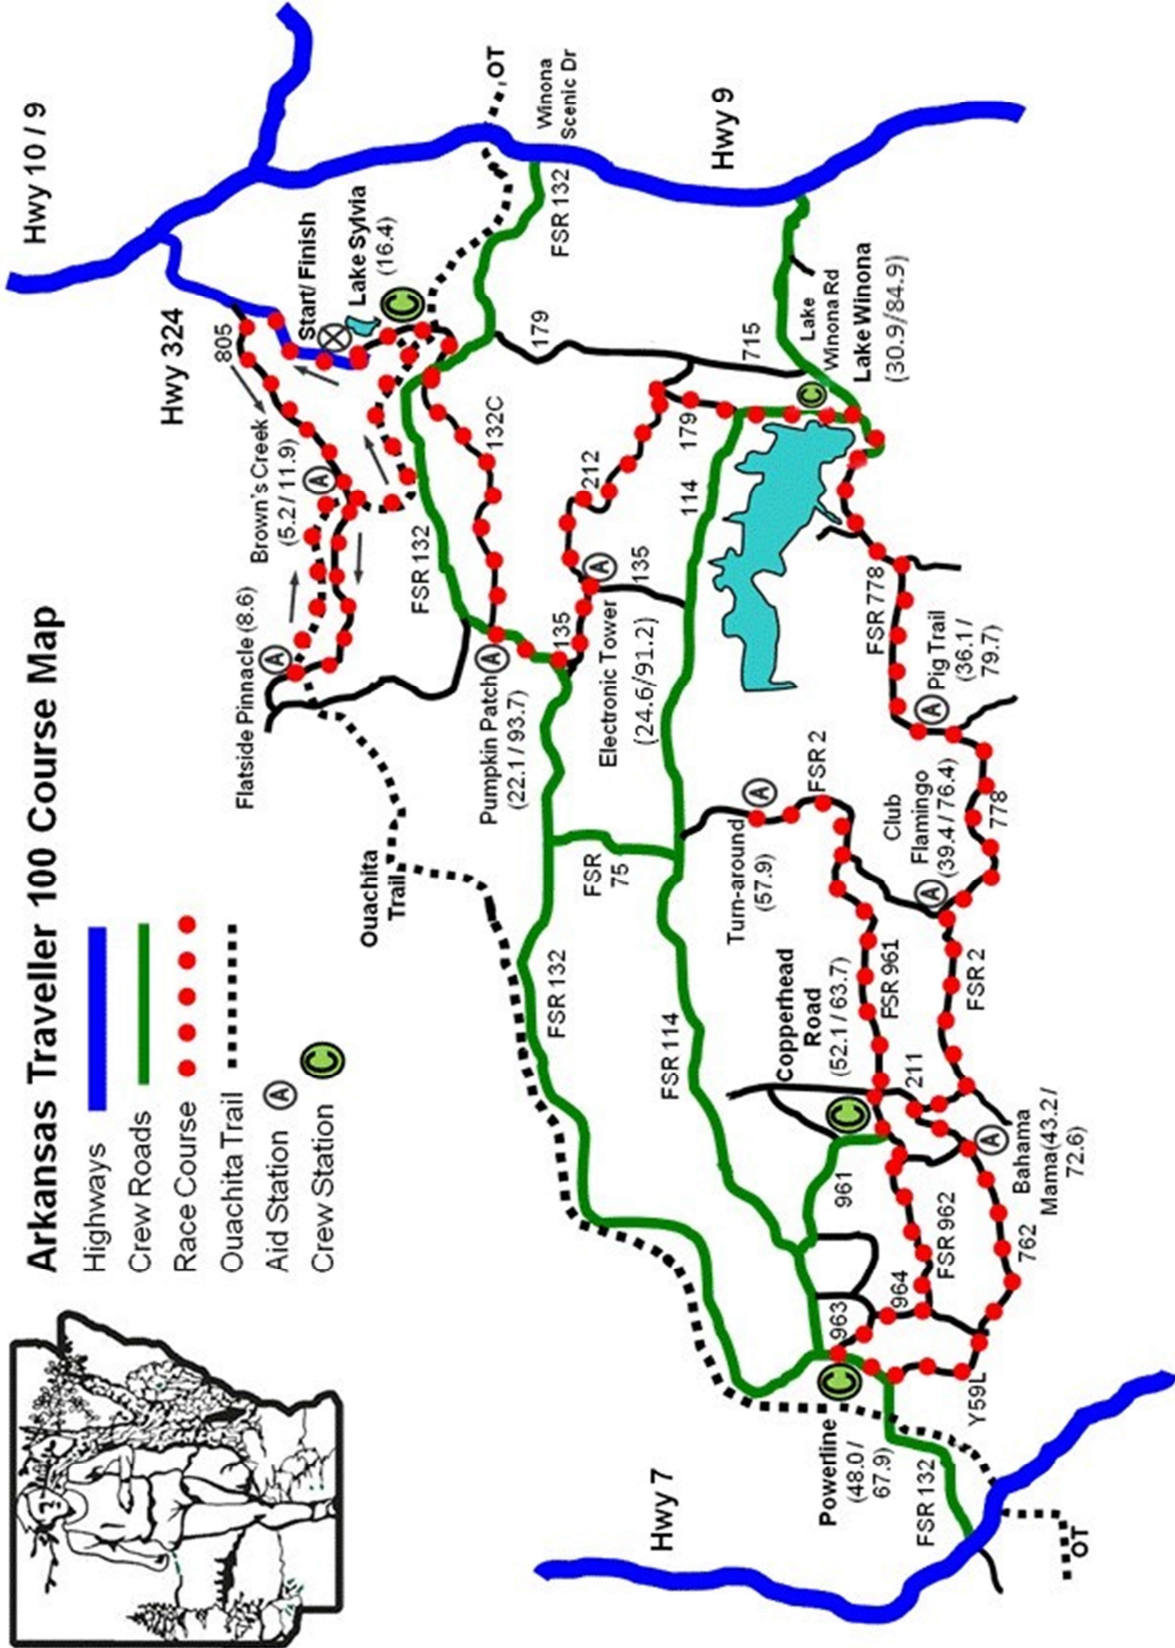 Arkansas Traveller 100 Course Map
Highways
Crew Roads
Race Course
Ouachita Trail
Aid Station A
Crew Station C
Hwy 10 / 9
Hwy 324
805
Start/ Finish
Lake Sylvia
(16.4)
C
OT
Winona
Scenic Dr
FSR 132
Hwy 9
Brown's Creek
(5.2 / 11.9)
A
Flatside Pinnacle (8.6)
A
FSR 132
132C
179
715
Lake
Winona Rd
Lake Winona
(30.9/84.9)
C
179
212
114
135
A
Electronic Tower
(24.6/91.2)
135
Pumpkin Patch
(22.1 / 93.7)
A
Ouachita
Trail
FSR
75
FSR 778
Pig Trail
(36.1 /
79.7)
A
778
Club
Flamingo
(39.4 / 76.4)
A
FSR 2
Turn-around
(57.9)
A
FSR 961
FSR 2
FSR 132
FSR 114
Copperhead
Road
(52.1 / 63.7)
C
211
A
Bahama
Mama(43.2 /
72.6)
961
FSR 962
762
964
963
C
Powerline
(48.0 /
67.9)
Y59L
FSR 132
Hwy 7
OT